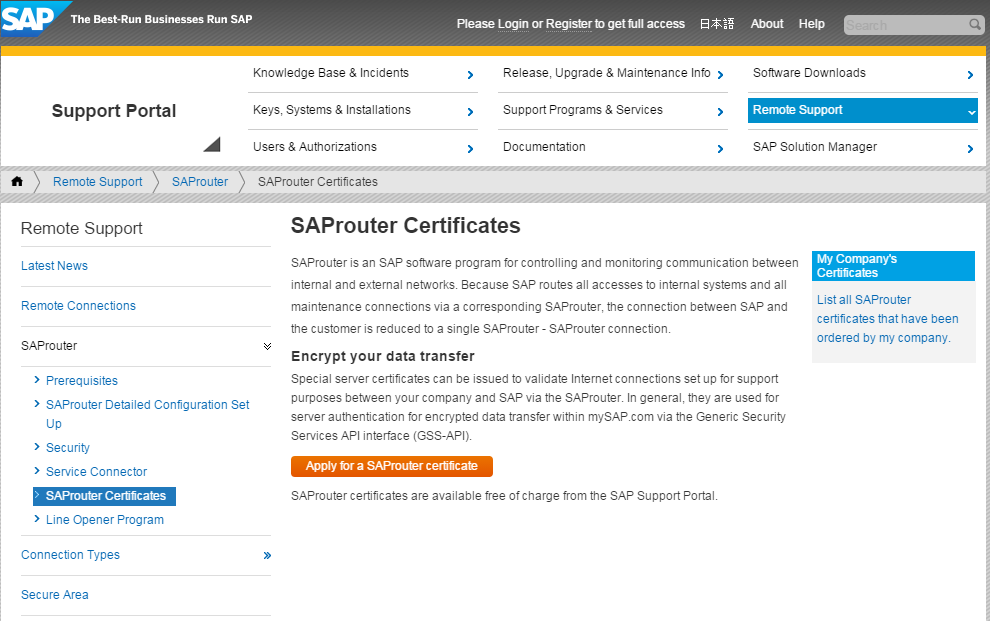 SAP The Best-Run Businesses Run SAP
Please Login or Register to get full access 日本語 About Help Search
Support Portal
Knowledge Base & Incidents
Release, Upgrade & Maintenance Info
Software Downloads
Keys, Systems & Installations
Support Programs & Services
Remote Support
Users & Authorizations
Documentation
SAP Solution Manager
Remote Support SAProuter SAProuter Certificates
Remote Support
Latest News
Remote Connections
SAProuter
Prerequisites
SAProuter Detailed Configuration Set
Up
Security
Service Connector
SAProuter Certificates
Line Opener Program
Connection Types
Secure Area
SAProuter Certificates
SAProuter is an SAP software program for controlling and monitoring communication between
internal and external networks. Because SAP routes all accesses to internal systems and all
maintenance connections via a corresponding SAProuter, the connection between SAP and
the customer is reduced to a single SAProuter - SAProuter connection.
Encrypt your data transfer
Special server certificates can be issued to validate Internet connections set up for support
purposes between your company and SAP via the SAProuter. In general, they are used for
server authentication for encrypted data transfer within mySAP.com via the Generic Security
Services API interface (GSS-API).
Apply for a SAProuter certificate
SAProuter certificates are available free of charge from the SAP Support Portal.
My Company's
Certificates
List all SAProuter
certificates that have been
ordered by my company.